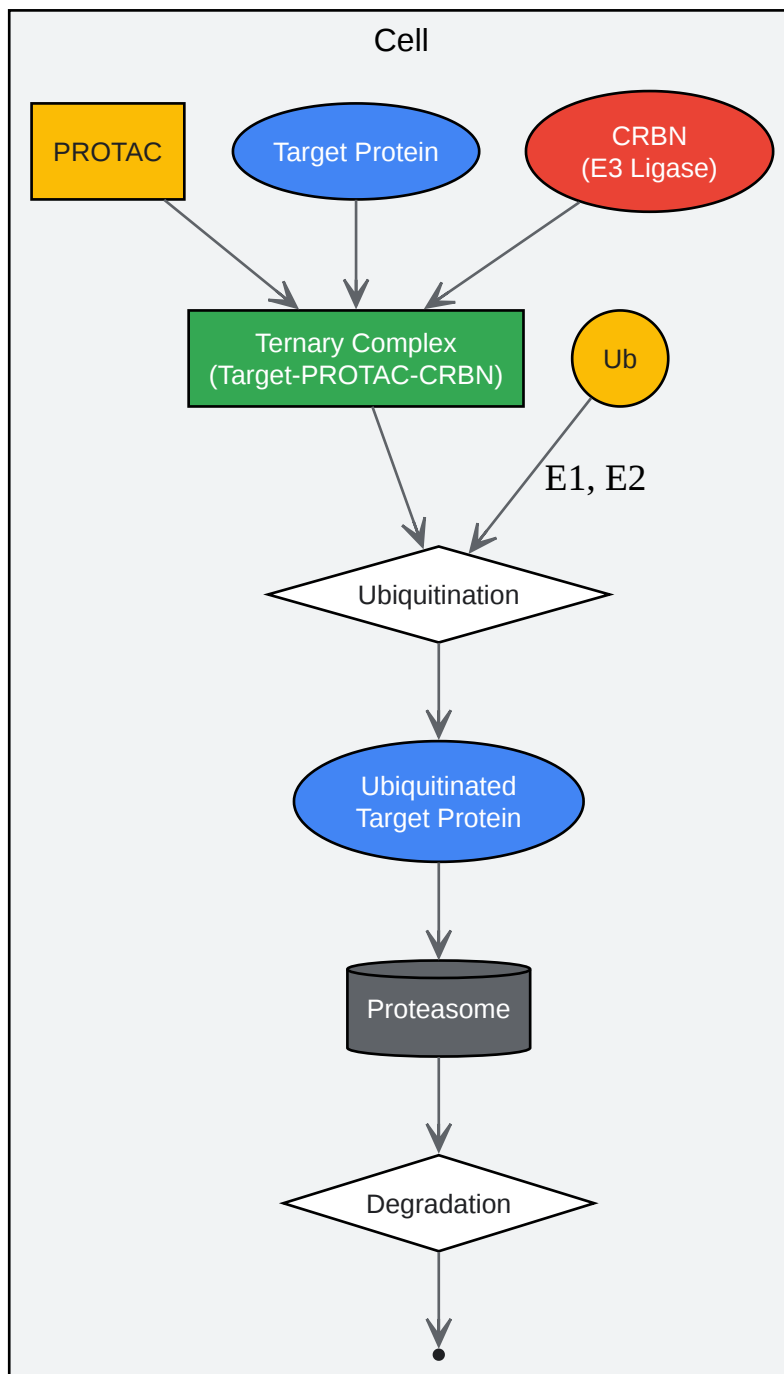 Cell
PROTAC
Target Protein
CRBN
(E3 Ligase)
Ternary Complex
(Target-PROTAC-CRBN)
Ub
E1, E2
Ubiquitination
Ubiquitinated
Target Protein
Proteasome
Degradation